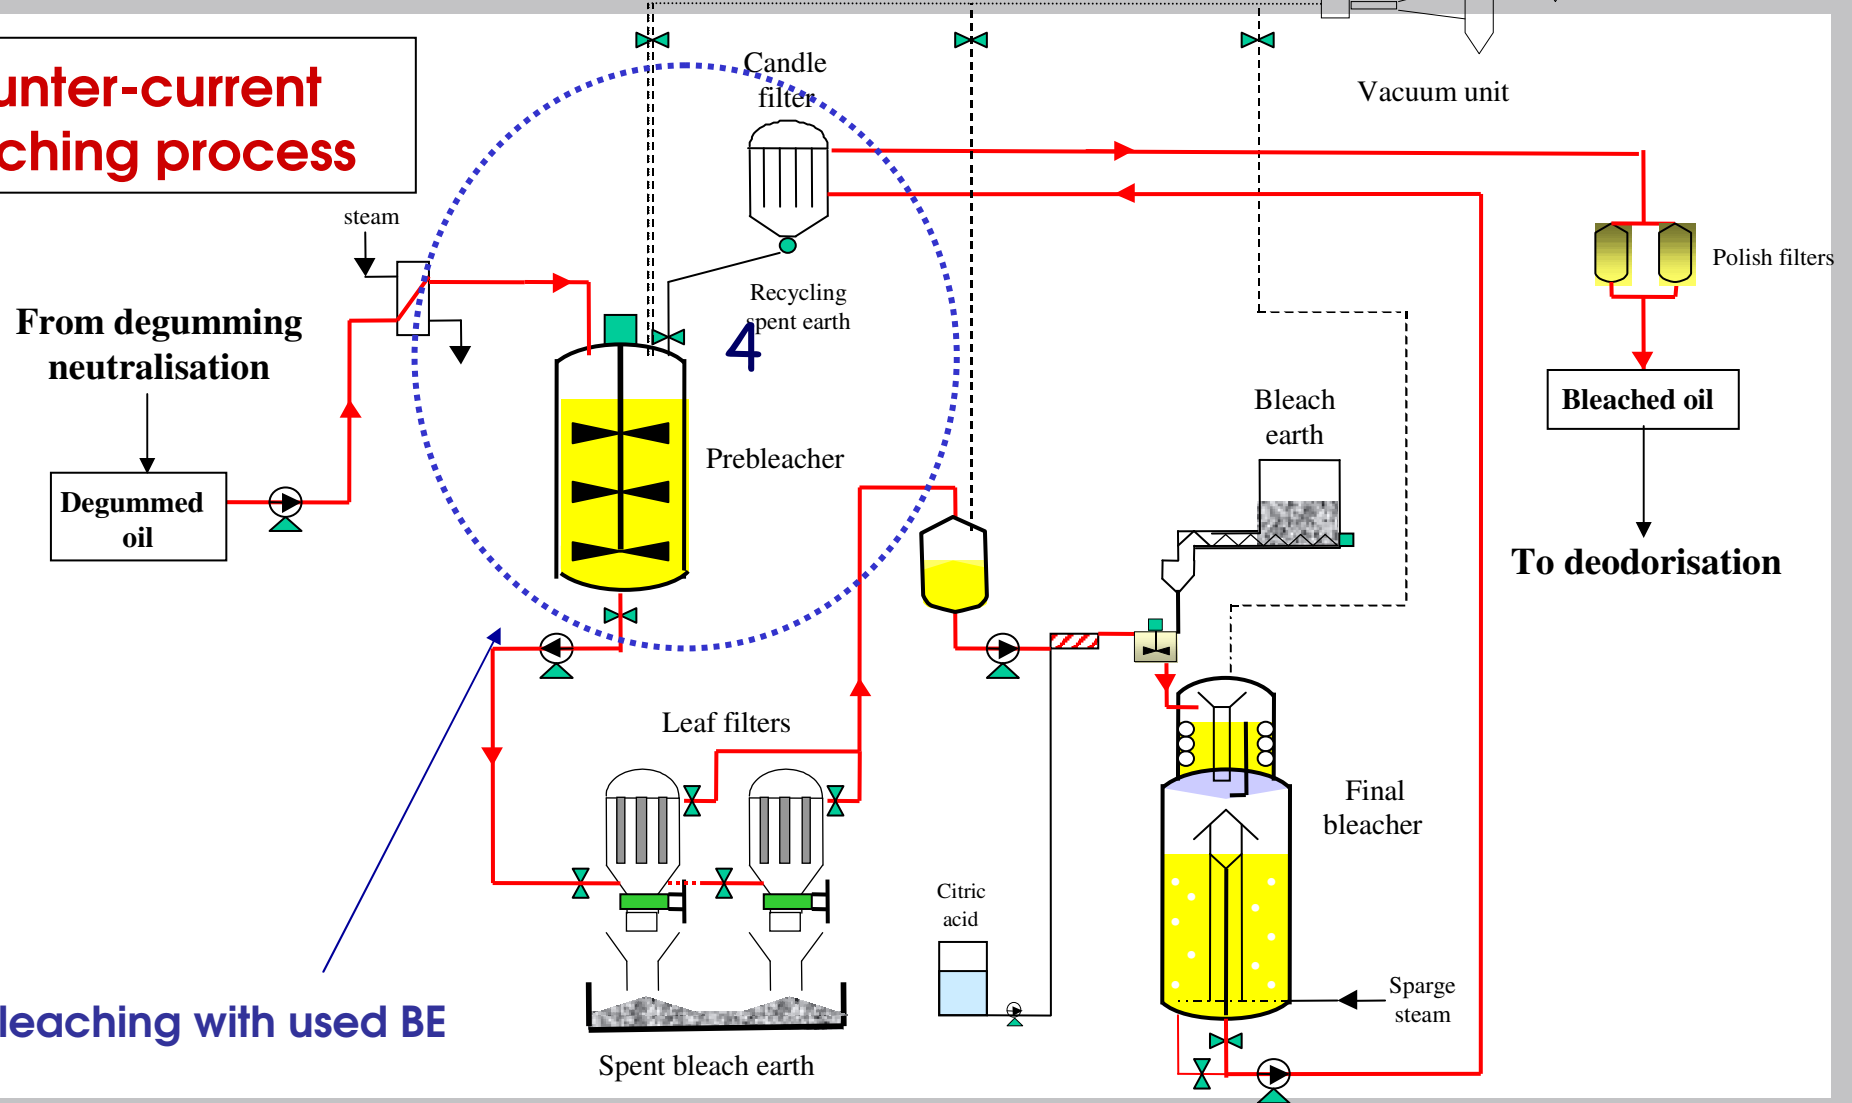 unter-current
ching process
Candle
filter
Vacuum unit
steam
Polish filters
Recycling
spent earth
4
From degumming
neutralisation
Bleach
earth
Bleached oil
Prebleacher
Degummed
oil
To deodorisation
Leaf filters
Final
bleacher
Citric
acid
Sparge
steam
leaching with used BE
Spent bleach earth